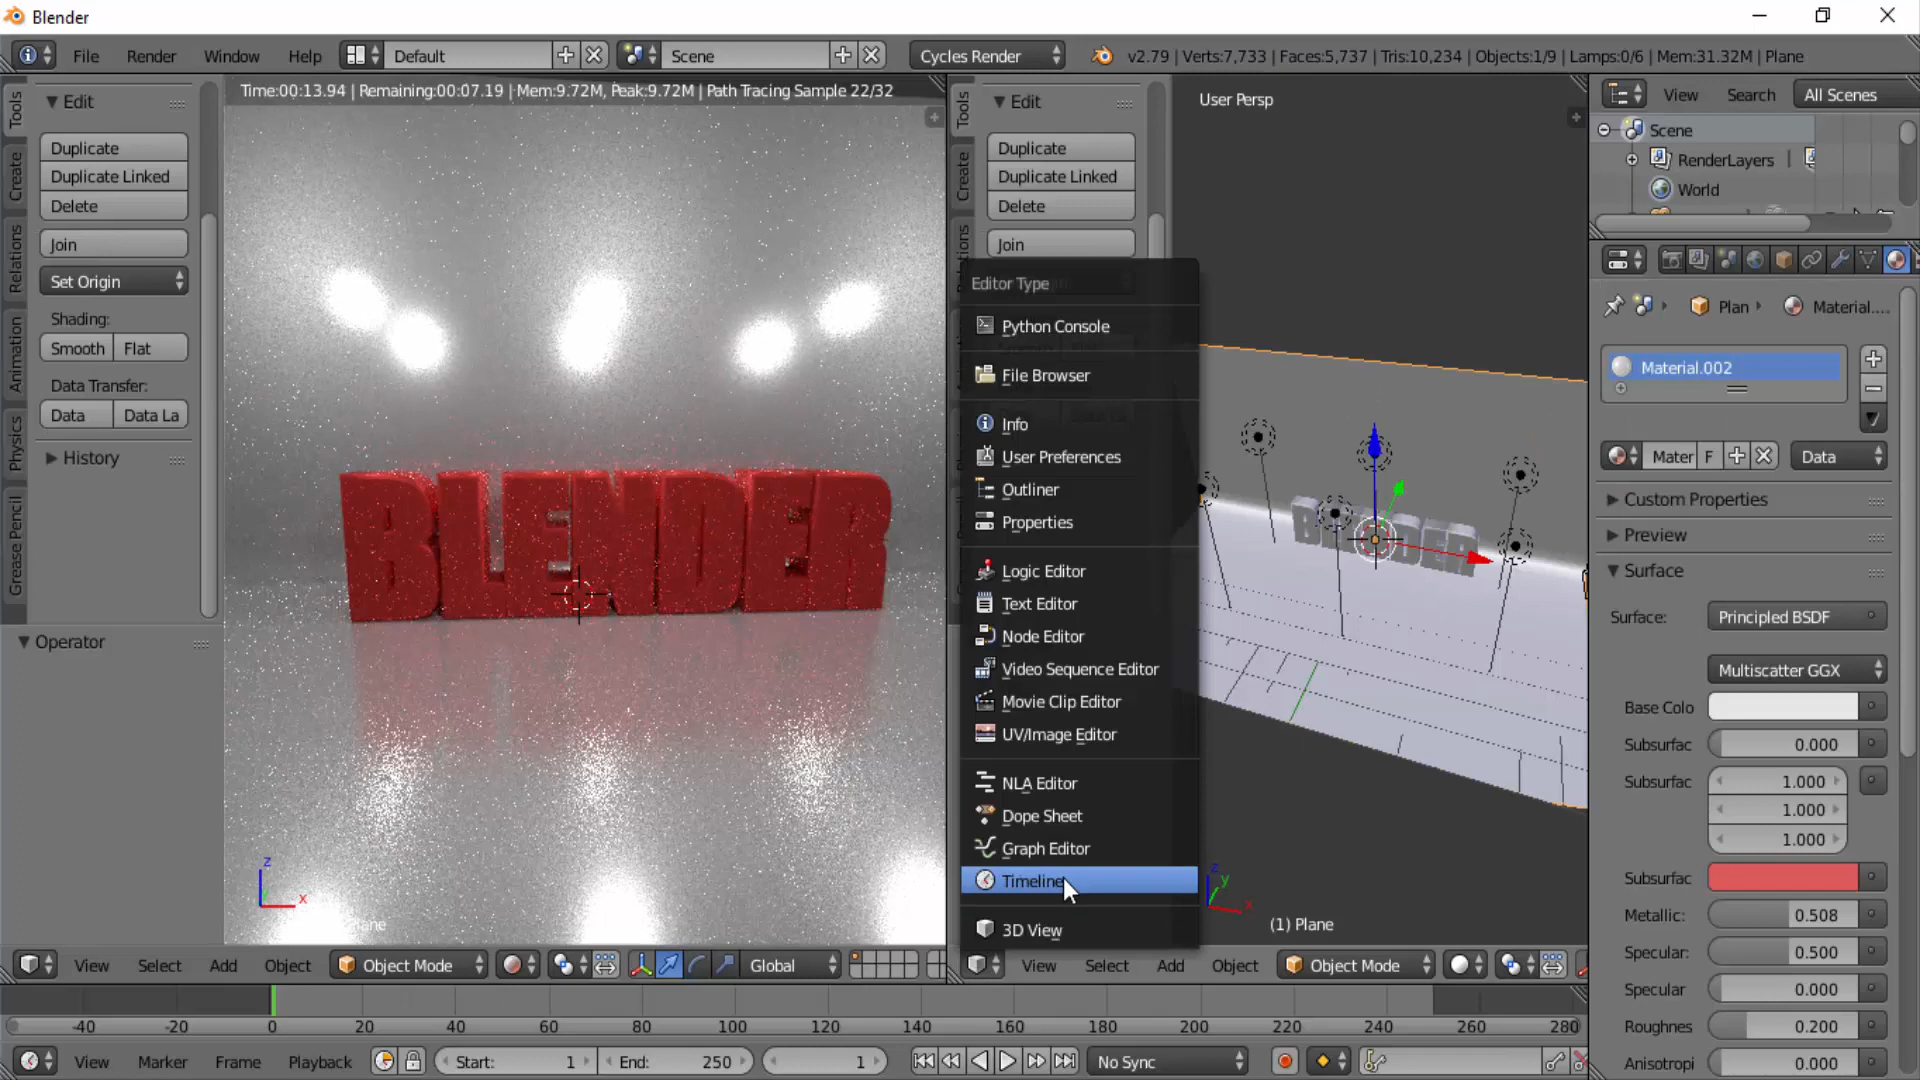 Blender
File Render Window Help Default Scene Cycles Render v2.79 | Verts:7,733 | Faces:5,737 | Tris:10,234 | Objects:1/9 | Lamps:0/6 | Mem:31.32M | Plane
Time:00:13.94 | Remaining:00:07.19 | Mem:9.72M, Peak:9.72M | Path Tracing Sample 22/32
Tools
Create
Relations
Animation
Physics
Grease Pencil
Edit
Duplicate
Duplicate Linked
Delete
Join
Set Origin
Shading:
Smooth Flat
Data Transfer:
Data Data La
History
Operator
BLENDER
z
x
Tools
Create
Edit
Duplicate
Duplicate Linked
Delete
Join
User Persp
Editor Type
Python Console
File Browser
Info
User Preferences
Outliner
Properties
Logic Editor
Text Editor
Node Editor
Video Sequence Editor
Movie Clip Editor
UV/Image Editor
NLA Editor
Dope Sheet
Graph Editor
Timeline
3D View
BLENDER
z
y
x
(1) Plane
View Search All Scenes
Scene
RenderLayers |
World
Plan Material....
Material.002
Mater F Data
Custom Properties
Preview
Surface
Surface: Principled BSDF
Multiscatter GGX
Base Colo
Subsurfac 0.000
Subsurfac 1.000
1.000
1.000
Subsurfac
Metallic: 0.508
Specular: 0.500
Specular 0.000
Roughnes 0.200
Anisotropi 0.000
View Select Add Object Object Mode Global
View Select Add Object Object Mode
-40 -20 0 20 40 60 80 100 120 140 160 180 200 220 240 260 280
View Marker Frame Playback Start: 1 End: 250 1 No Sync